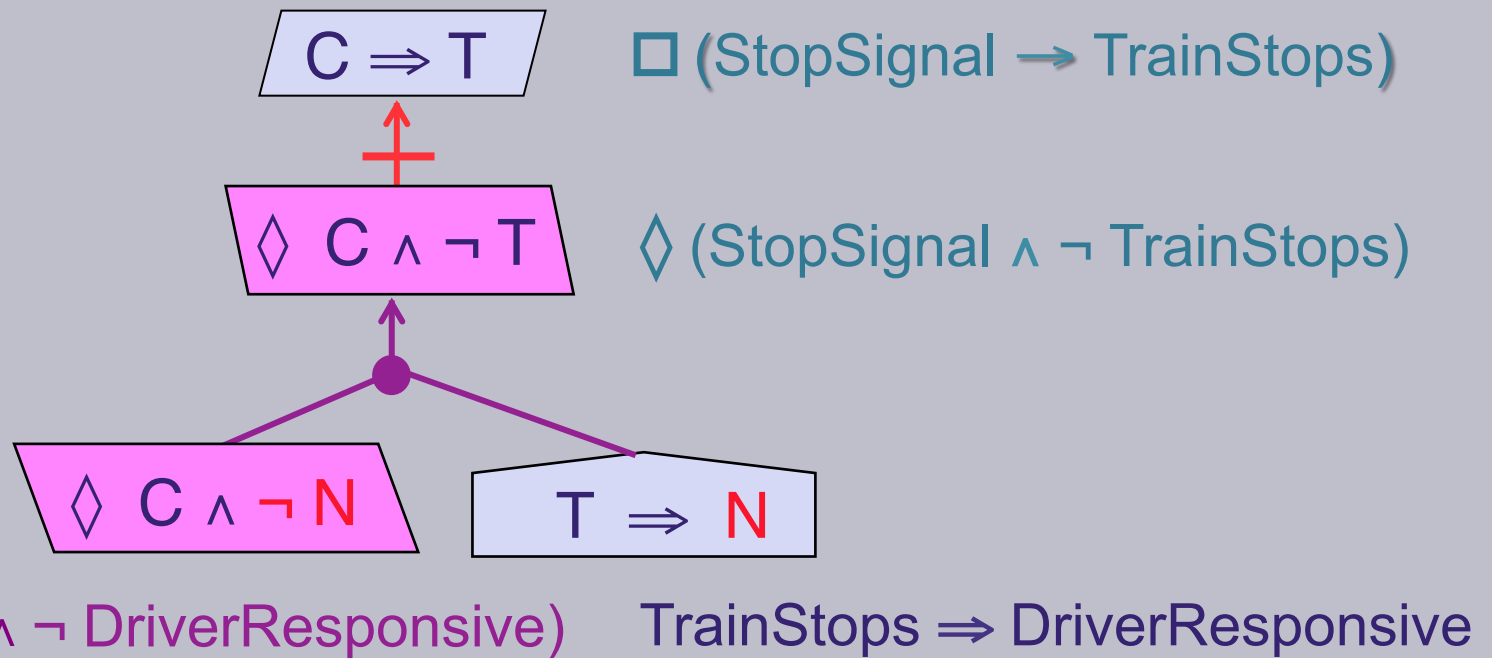 C ⇒ T
□ (StopSignal → TrainStops)
◊ C ∧ ¬ T
◊ (StopSignal ∧ ¬ TrainStops)
◊ C ∧ ¬ N
T ⇒ N
∧ ¬ DriverResponsive)
TrainStops ⇒ DriverResponsive